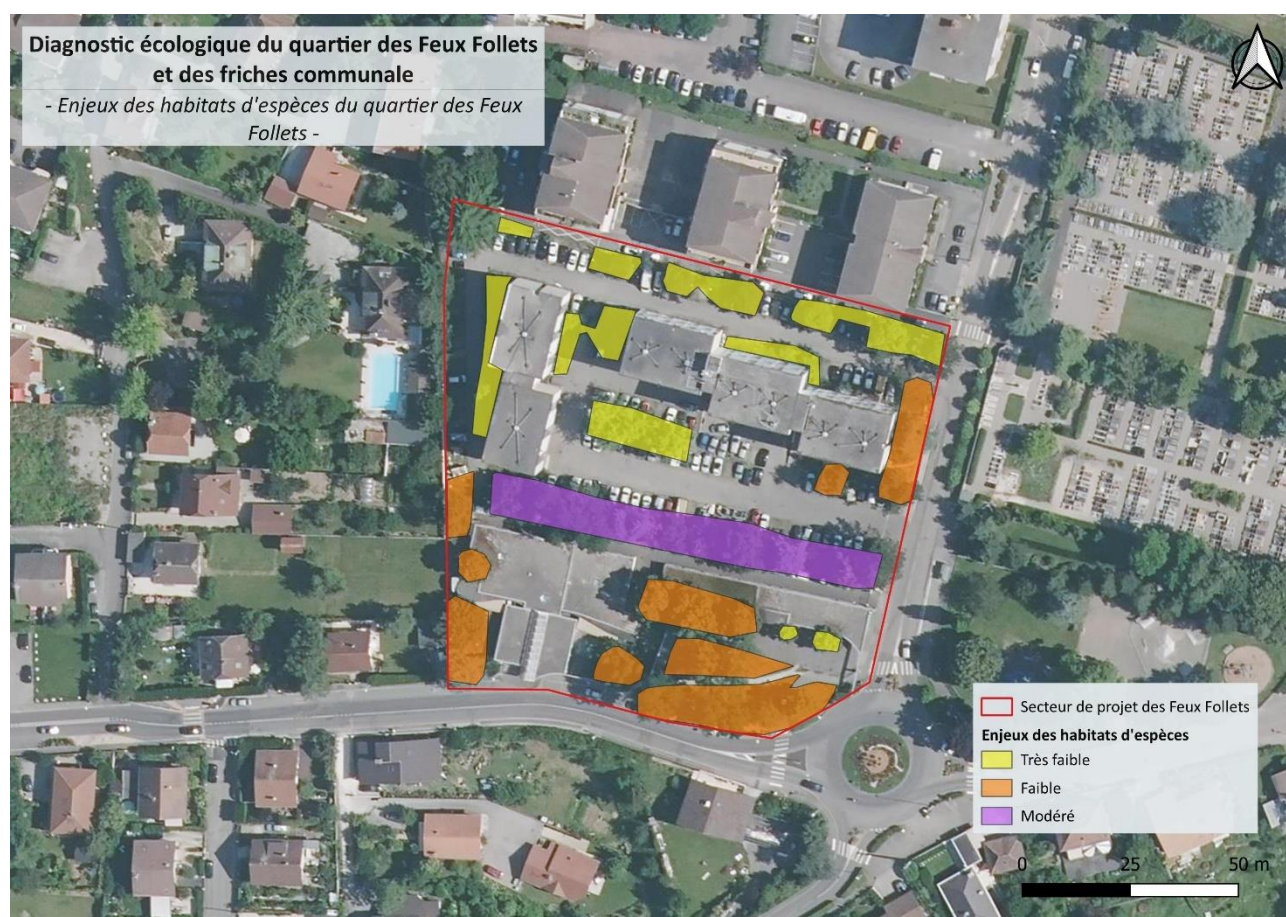 Diagnostic écologique du quartier des Feux Follets
et des friches communale
- Enjeux des habitats d'espèces du quartier des Feux
Follets -
Secteur de projet des Feux Follets
Enjeux des habitats d'espèces
Très faible
Faible
Modéré
0 25 50 m